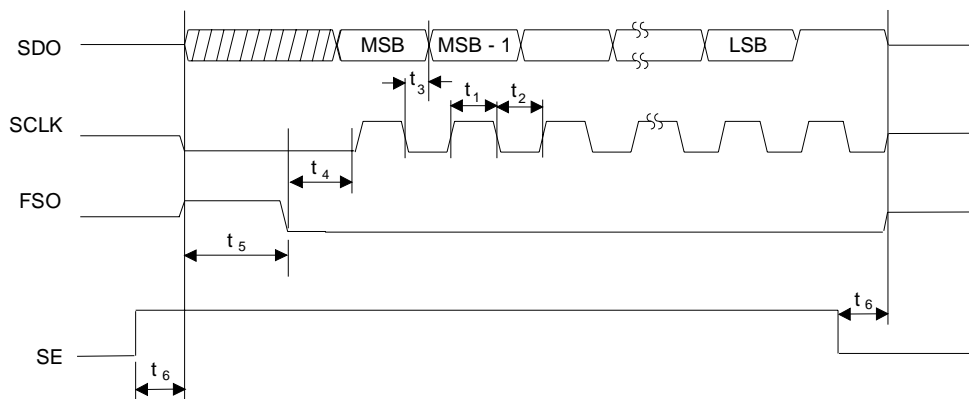 SDO
MSB
MSB - 1
LSB
t3
t1
t2
SCLK
t4
FSO
t5
t6
SE
t6